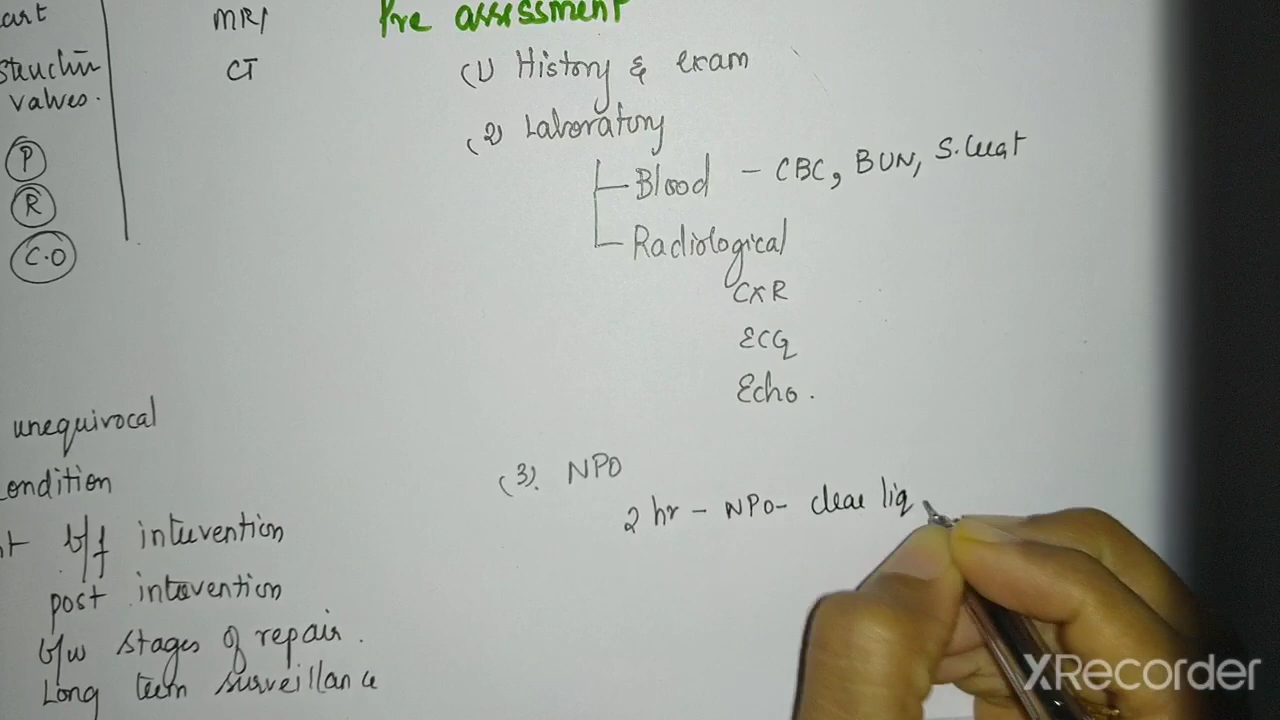 MRI
CT
valves.
P
R
C.O
unequivocal
ondition
b/f intervention
post intervention
b/w stages of repair.
Long term surveillance
Pre assessment
(1) History & exam
(2) Laboratory
Blood - CBC, BUN, S.Creat
Radiological
CXR
ECG
Echo.
(3). NPO
2 hr - NPO- clear liq
XRecorder